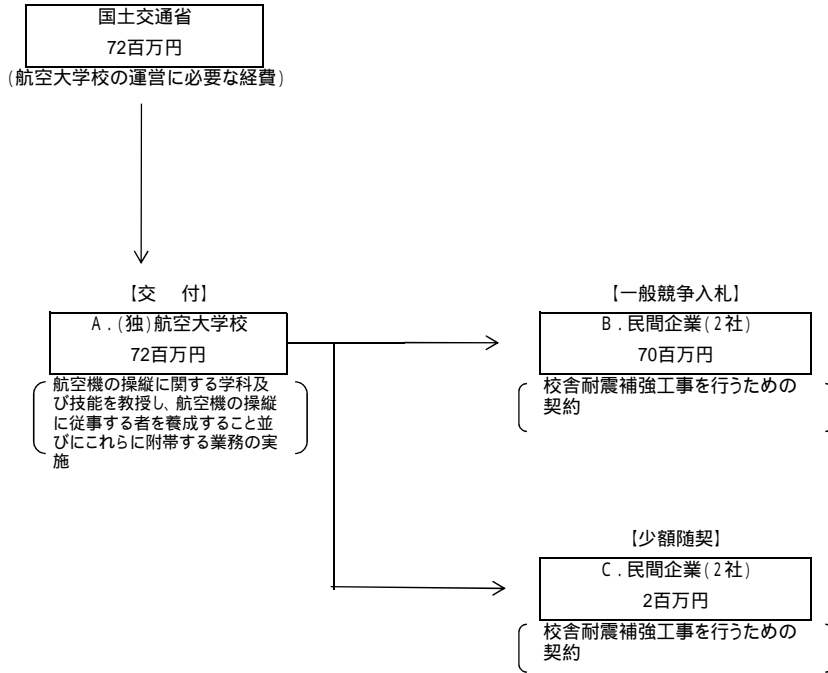 国土交通省
72百万円
(航空大学校の運営に必要な経費)
【交　付】
A．(独)航空大学校
72百万円
航空機の操縦に関する学科及
び技能を教授し、航空機の操縦
に従事する者を養成すること並
びにこれらに附帯する業務の実
施
【一般競争入札】
B．民間企業(2社)
70百万円
校舎耐震補強工事を行うための
契約
【少額随契】
C．民間企業(2社)
2百万円
校舎耐震補強工事を行うための
契約